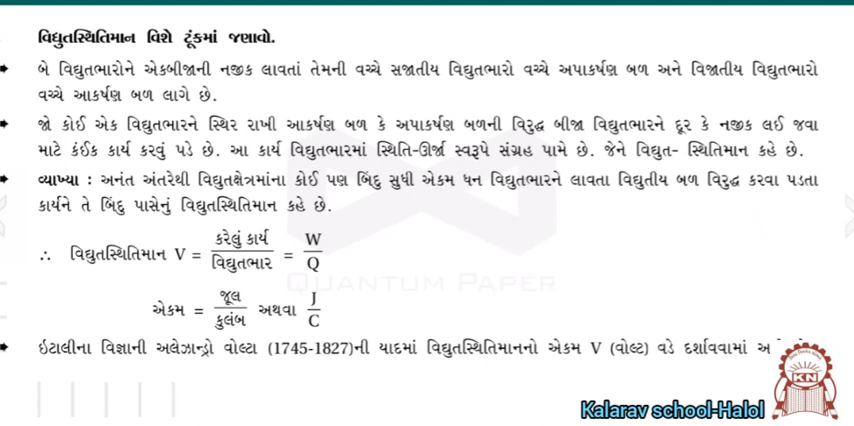 વિદ્યુતસ્થિતિમાન વિશે ટૂંકમાં જણાવો.
બે વિદ્યુતભારોને એકબીજાની નજીક લાવતાં તેમની વચ્ચે સજાતીય વિદ્યુતભારો વચ્ચે અપાકર્ષણ બળ અને વિજાતીય વિદ્યુતભારો
વચ્ચે આકર્ષણ બળ લાગે છે.
જો કોઈ એક વિદ્યુતભારને સ્થિર રાખી આકર્ષણ બળ કે અપાકર્ષણ બળની વિરુદ્ધ બીજા વિદ્યુતભારને દૂર કે નજીક લઈ જવા
માટે કંઈક કાર્ય કરવું પડે છે. આ કાર્ય વિદ્યુતભારમાં સ્થિતિ-ઊર્જા સ્વરૂપે સંગ્રહ પામે છે. જેને વિદ્યુત- સ્થિતિમાન કહે છે.
વ્યાખ્યા : અનંત અંતરેથી વિદ્યુતક્ષેત્રમાંના કોઈ પણ બિંદુ સુધી એકમ ધન વિદ્યુતભારને લાવતા વિદ્યુતીય બળ વિરુદ્ધ કરવા પડતા
કાર્યને તે બિંદુ પાસેનું વિદ્યુતસ્થિતિમાન કહે છે.
∴ વિદ્યુતસ્થિતિમાન V = કરેલું કાર્ય / વિદ્યુતભાર = W / Q
QUANTUM PAPER
એકમ = જૂલ / કુલંબ અથવા J / C
ઇટાલીના વિજ્ઞાની અલેઝાન્ડ્રો વોલ્ટા (1745-1827)ની યાદમાં વિદ્યુતસ્થિતિમાનનો એકમ V (વોલ્ટ) વડે દર્શાવવામાં
KN
Kalarav school-Halol